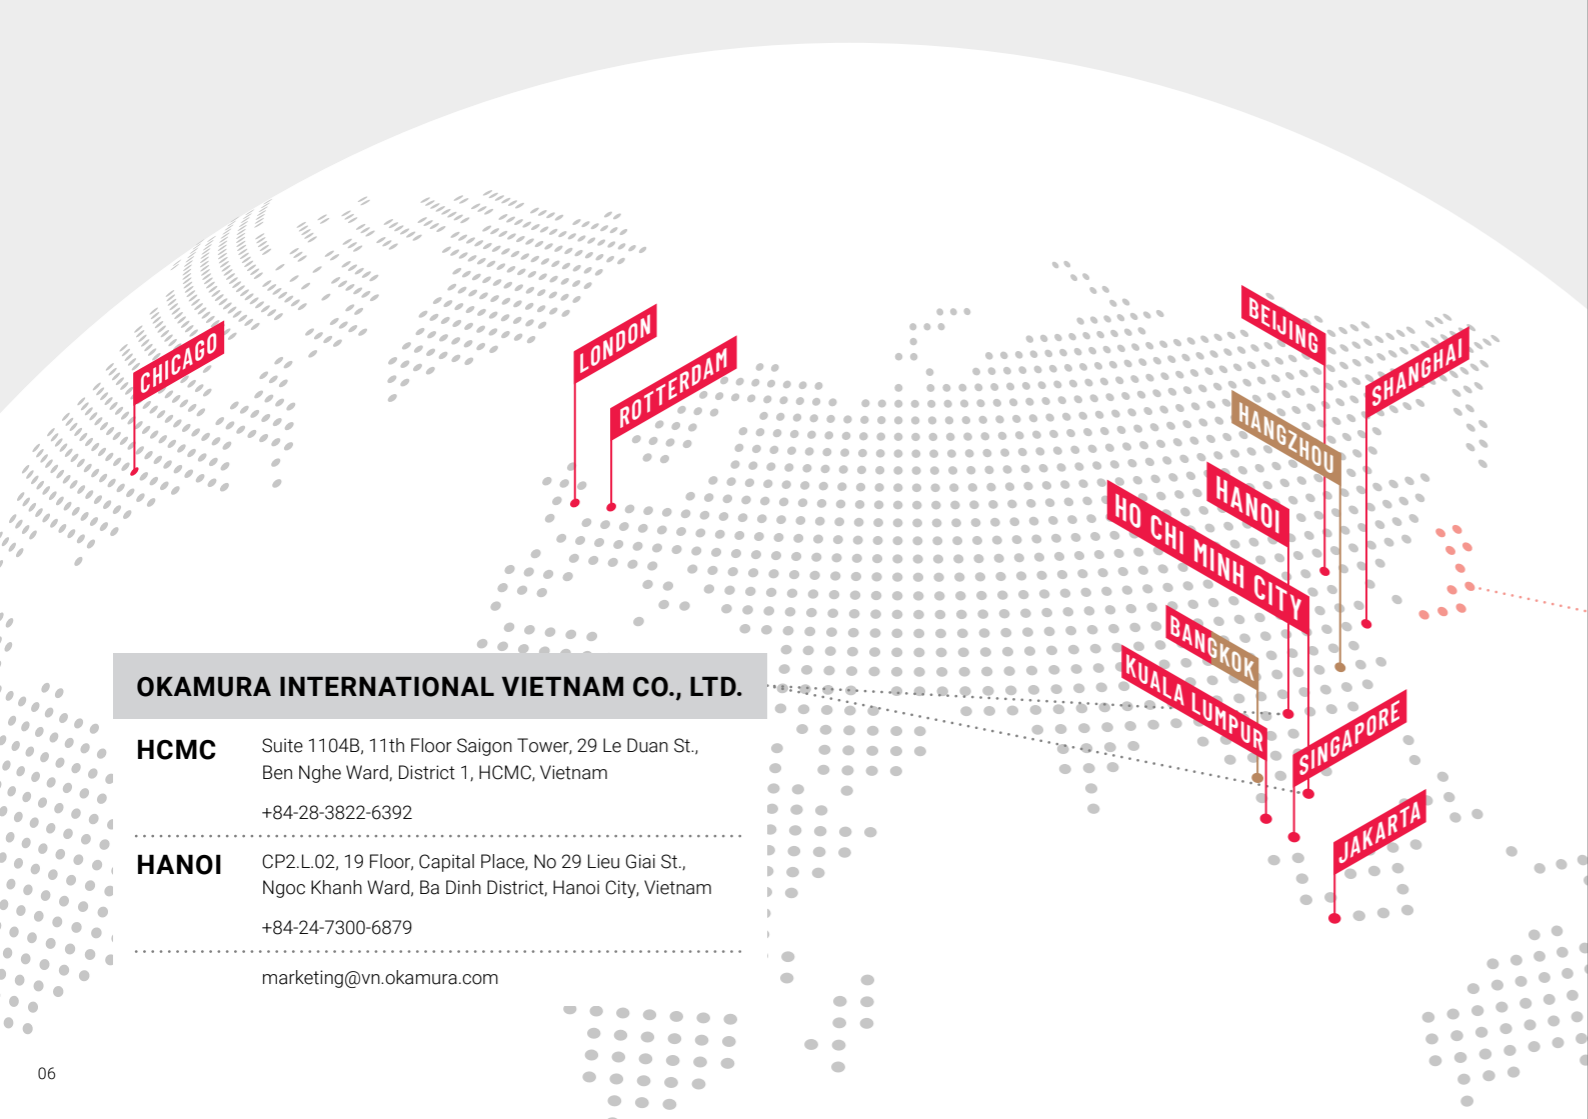 CHICAGO
LONDON
ROTTERDAM
BEIJING
SHANGHAI
HANGZHOU
HANOI
HO CHI MINH CITY
BANGKOK
KUALA LUMPUR
SINGAPORE
JAKARTA
OKAMURA INTERNATIONAL VIETNAM CO., LTD.
HCMC
Suite 1104B, 11th Floor Saigon Tower, 29 Le Duan St.,
Ben Nghe Ward, District 1, HCMC, Vietnam
+84-28-3822-6392
HANOI
CP2.L.02, 19 Floor, Capital Place, No 29 Lieu Giai St.,
Ngoc Khanh Ward, Ba Dinh District, Hanoi City, Vietnam
+84-24-7300-6879
marketing@vn.okamura.com
06